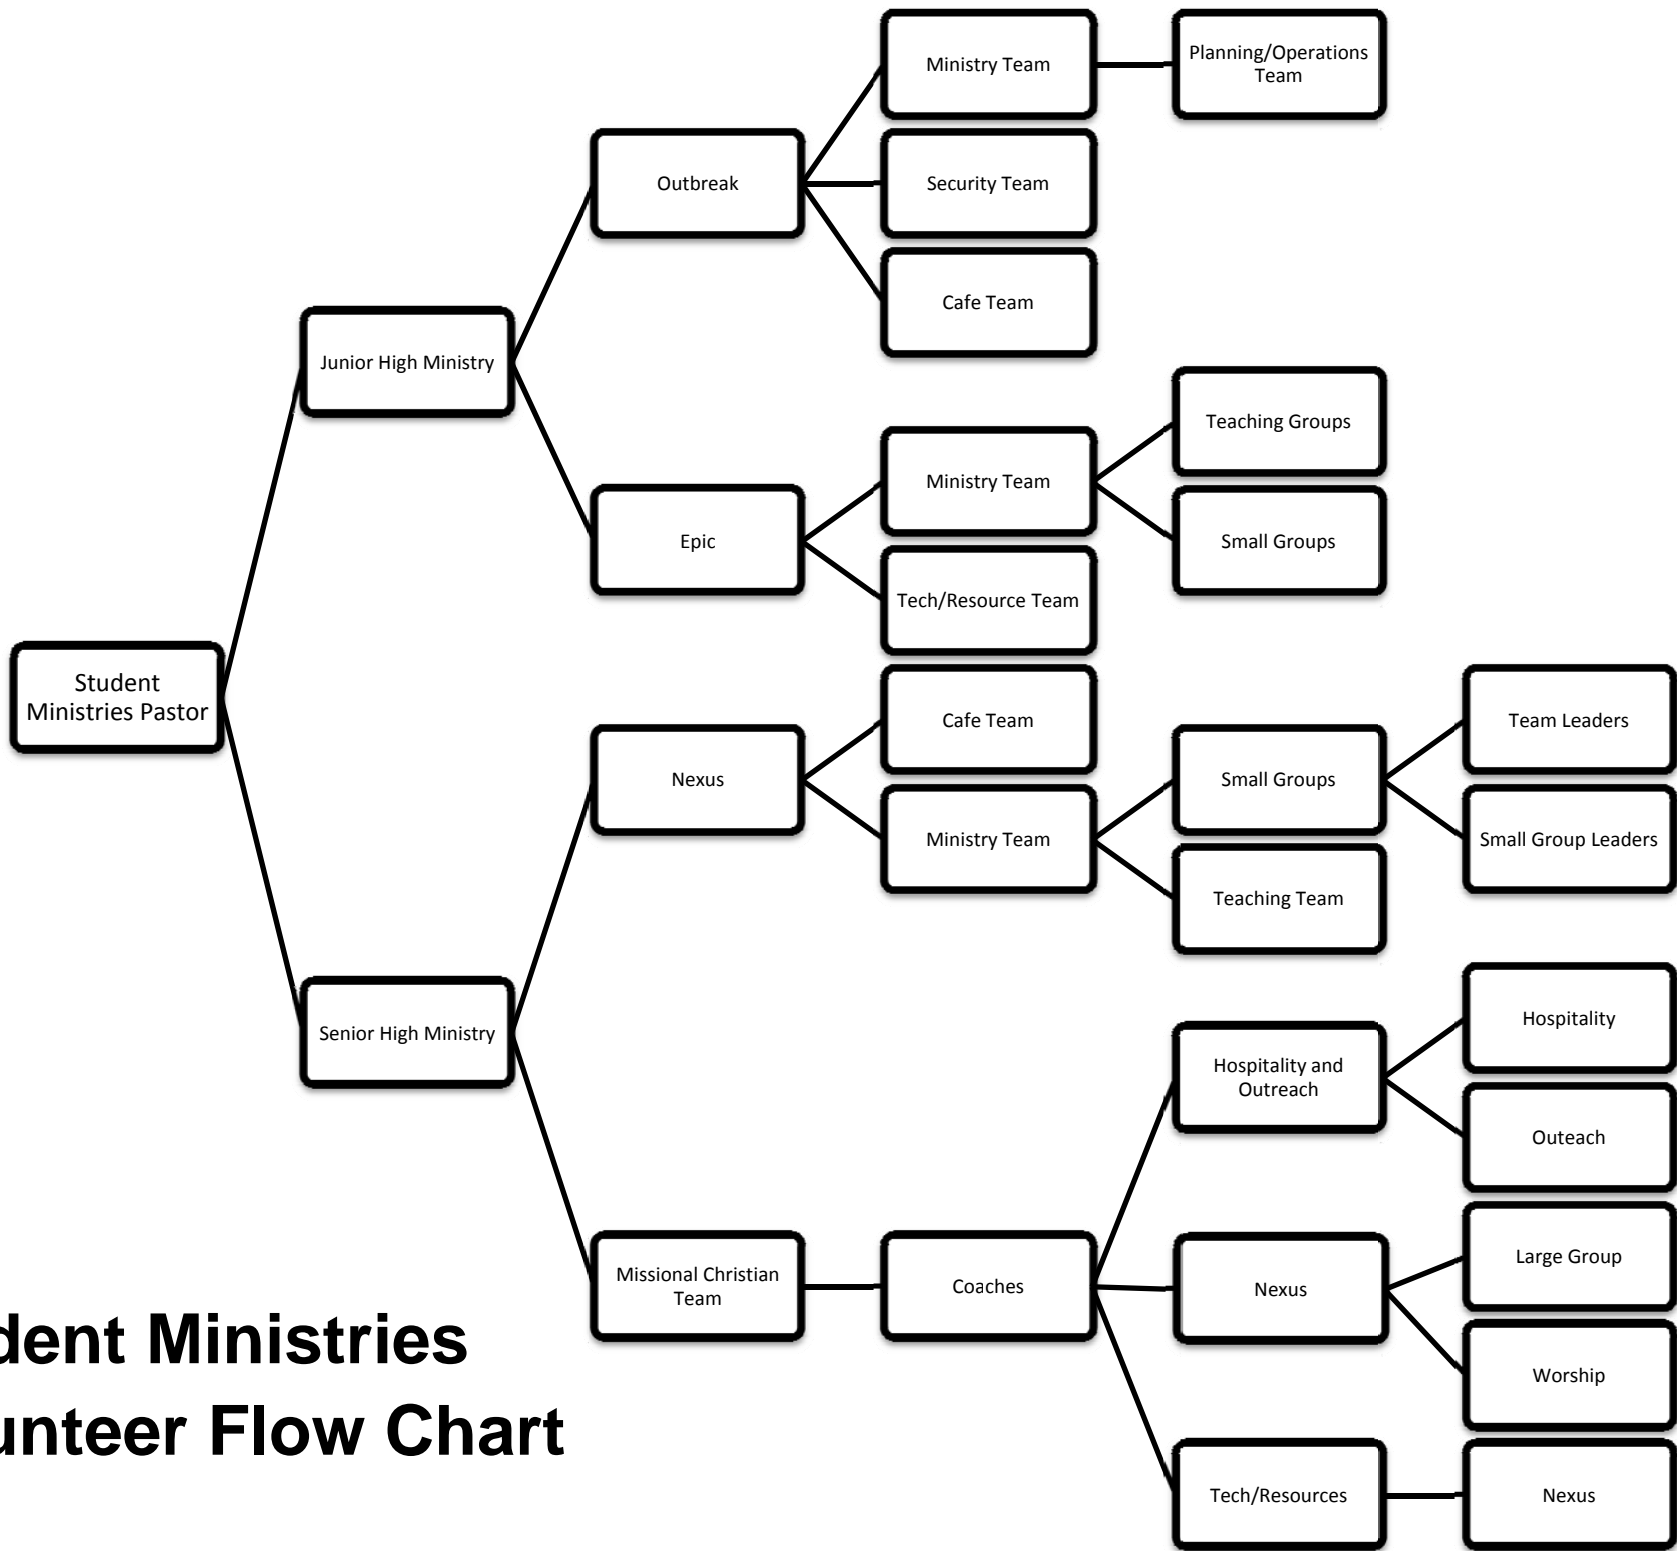 Ministry Team
Planning/Operations
Team
Outbreak
Security Team
Cafe Team
Junior High Ministry
Teaching Groups
Ministry Team
Epic
Small Groups
Tech/Resource Team
Student
Ministries Pastor
Cafe Team
Team Leaders
Nexus
Small Groups
Ministry Team
Small Group Leaders
Teaching Team
Senior High Ministry
Hospitality
Hospitality and
Outreach
Outeach
Missional Christian
Team
Coaches
Nexus
Large Group
Worship
Tech/Resources
Nexus
dent Ministries
unteer Flow Chart